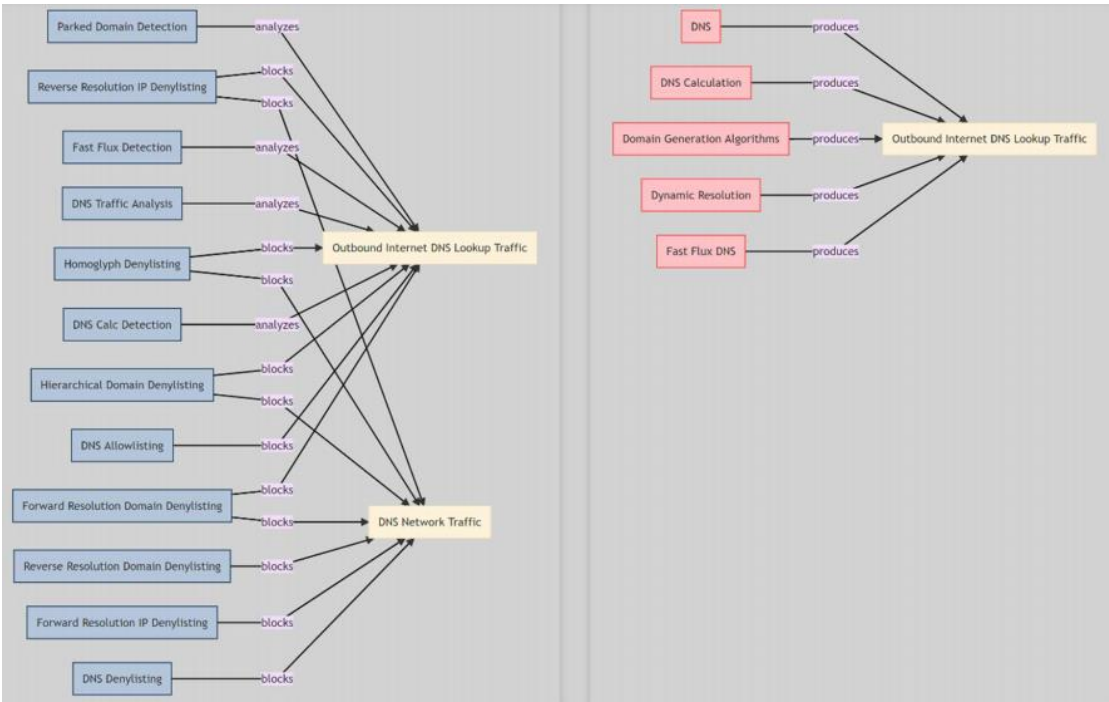 Parked Domain Detection
analyzes
Reverse Resolution IP Denylisting
blocks
blocks
Fast Flux Detection
analyzes
DNS Traffic Analysis
analyzes
Homoglyph Denylisting
blocks
blocks
Outbound Internet DNS Lookup Traffic
DNS Calc Detection
analyzes
Hierarchical Domain Denylisting
blocks
blocks
DNS Allowlisting
blocks
Forward Resolution Domain Denylisting
blocks
blocks
DNS Network Traffic
Reverse Resolution Domain Denylisting
blocks
Forward Resolution IP Denylisting
blocks
DNS Denylisting
blocks
DNS
produces
DNS Calculation
produces
Domain Generation Algorithms
produces
Outbound Internet DNS Lookup Traffic
Dynamic Resolution
produces
Fast Flux DNS
produces